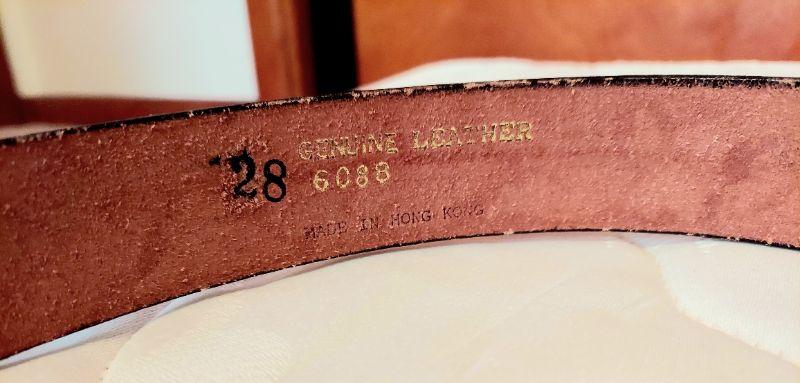 GENUINE LEATHER
28 6088
MADE IN HONG KONG